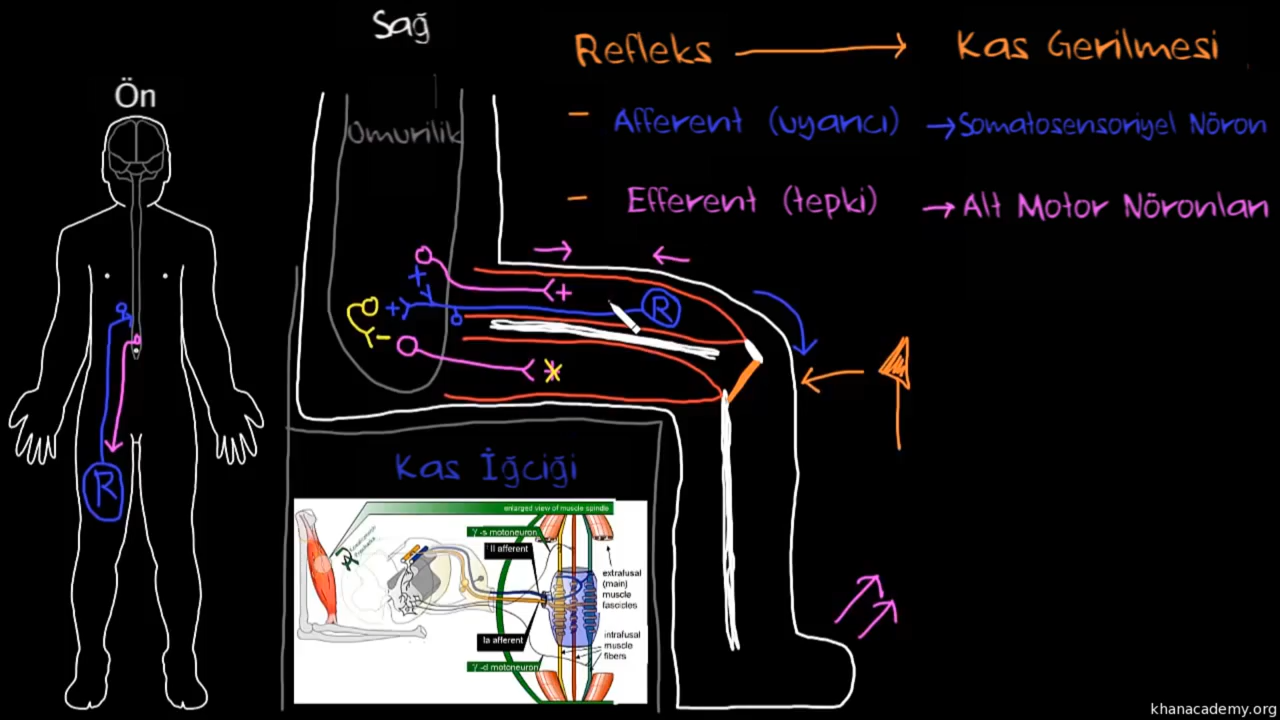 Sağ
Refleks → Kas Gerilmesi
Ön
- Afferent (uyarıcı) → Somatosensoriyel Nöron
Omurilik
- Efferent (tepki) → Alt Motor Nöronları
+
+
+
R
-
*
Kas İğciği
R
enlarged view of muscle spindle
γ -s motoneuron
II afferent
extrafusal
(main)
muscle
fascicles
Ia afferent
intrafusal
muscle
fibers
γ -d motoneuron
khanacademy.org